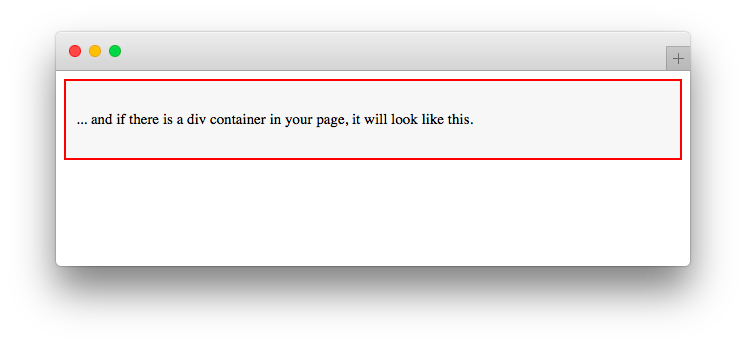 ... and if there is a div container in your page, it will look like this.